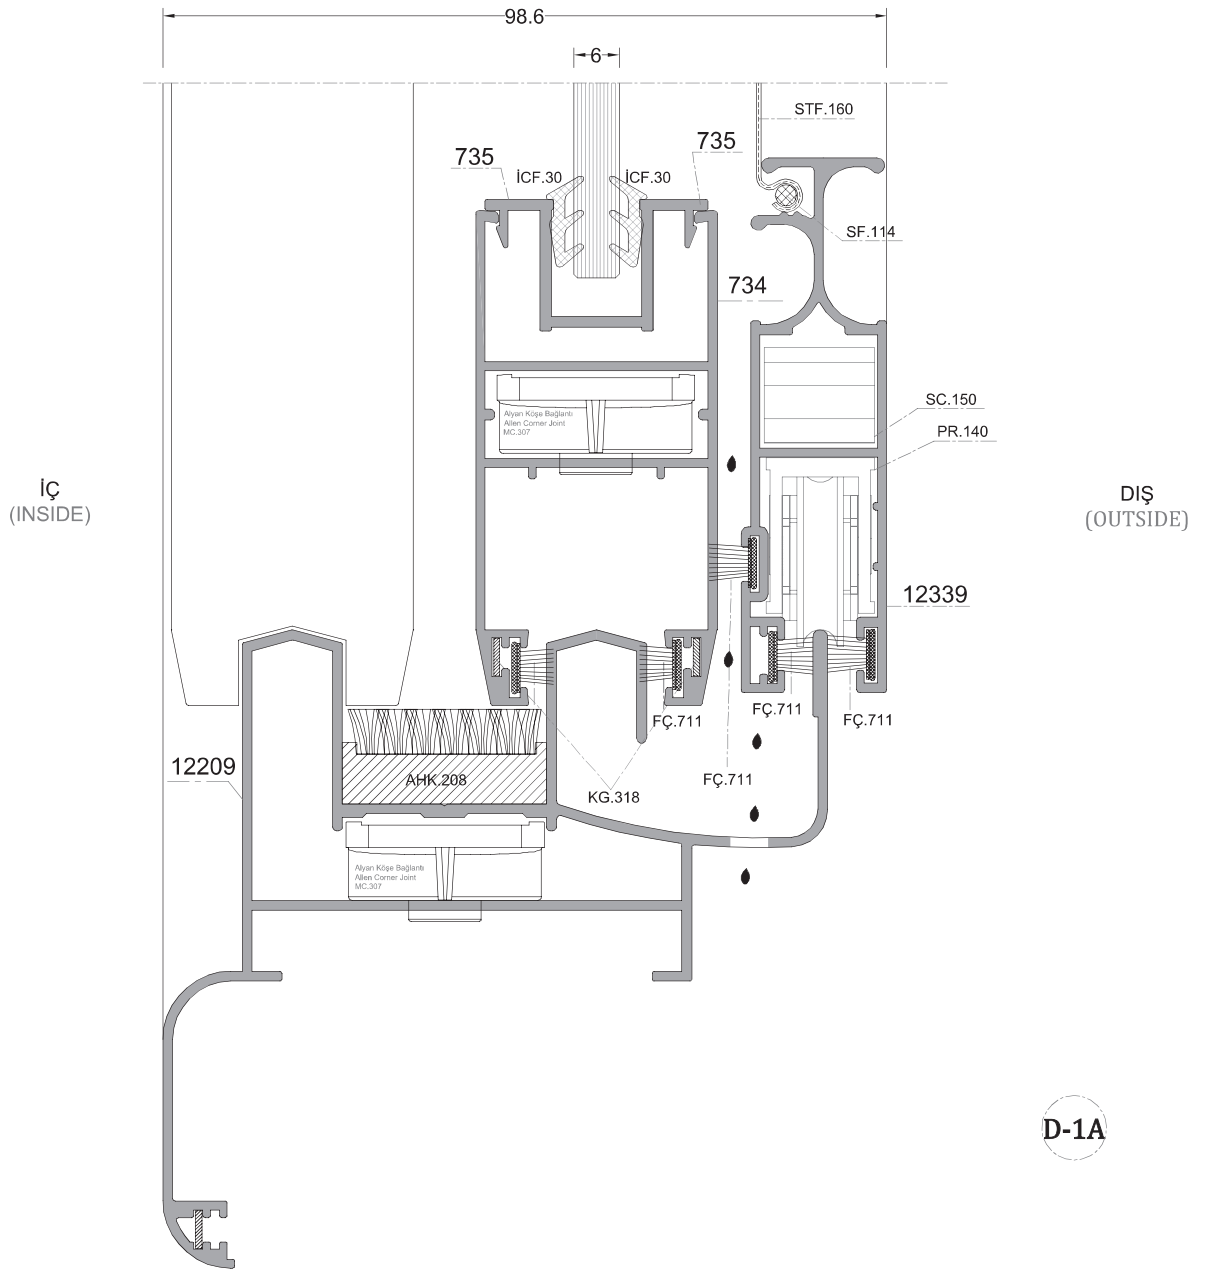 98.6
6
STF.160
735
735
İCF.30
İCF.30
SF.114
734
Alyan Köşe Bağlantı
Allen Corner Joint
MC.307
SC.150
PR.140
İÇ
(INSIDE)
DIŞ
(OUTSIDE)
12339
FÇ.711
FÇ.711
FÇ.711
12209
AHK.208
FÇ.711
KG.318
Alyan Köşe Bağlantı
Allen Corner Joint
MC.307
D-1A